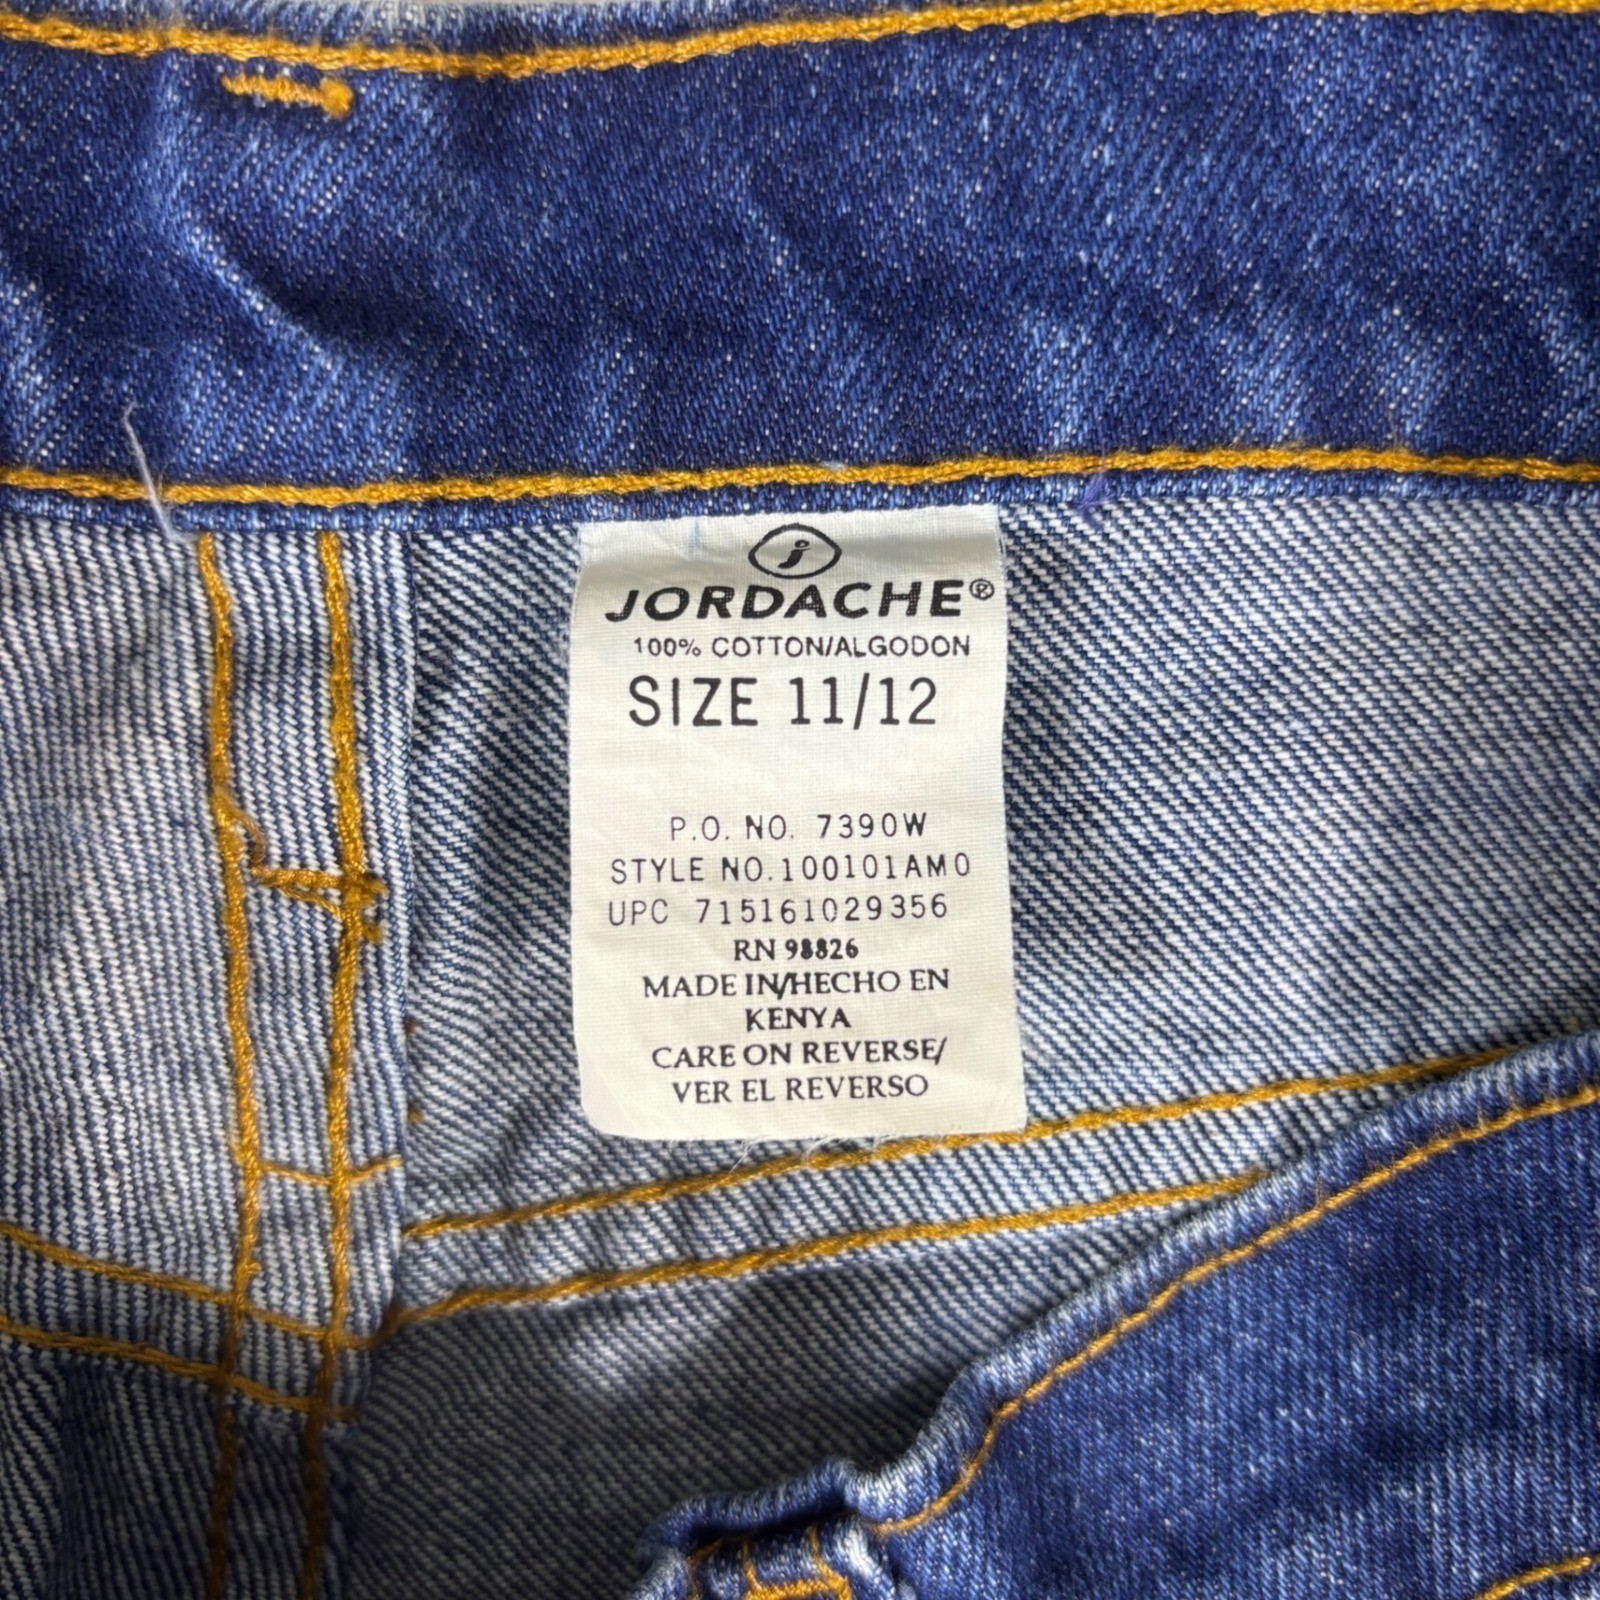 j
JORDACHE®
100% COTTON/ALGODON
SIZE 11/12
P.O. NO. 7390W
STYLE NO.100101AM0
UPC 715161029356
RN 98826
MADE IN/HECHO EN
KENYA
CARE ON REVERSE/
VER EL REVERSO